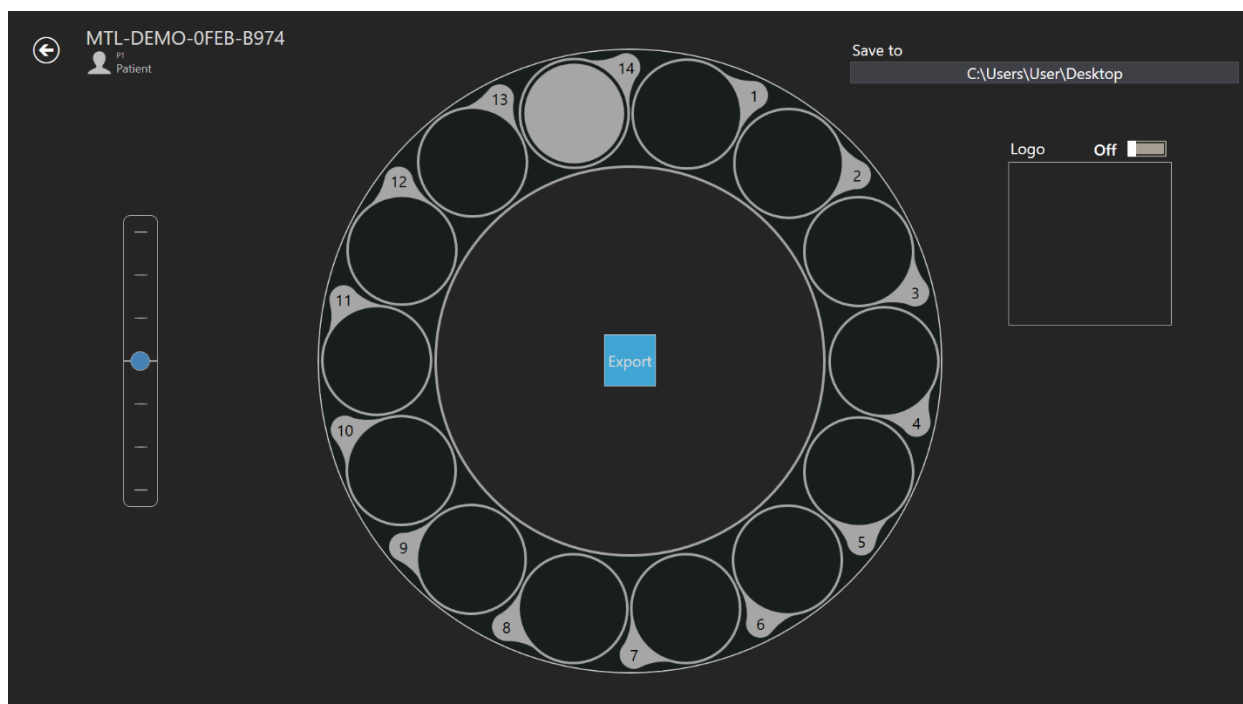 MTL-DEMO-0FEB-B974
P1
Patient
Save to
C:\Users\User\Desktop
Logo
Off
14
1
2
3
4
5
6
7
8
9
10
11
12
13
Export